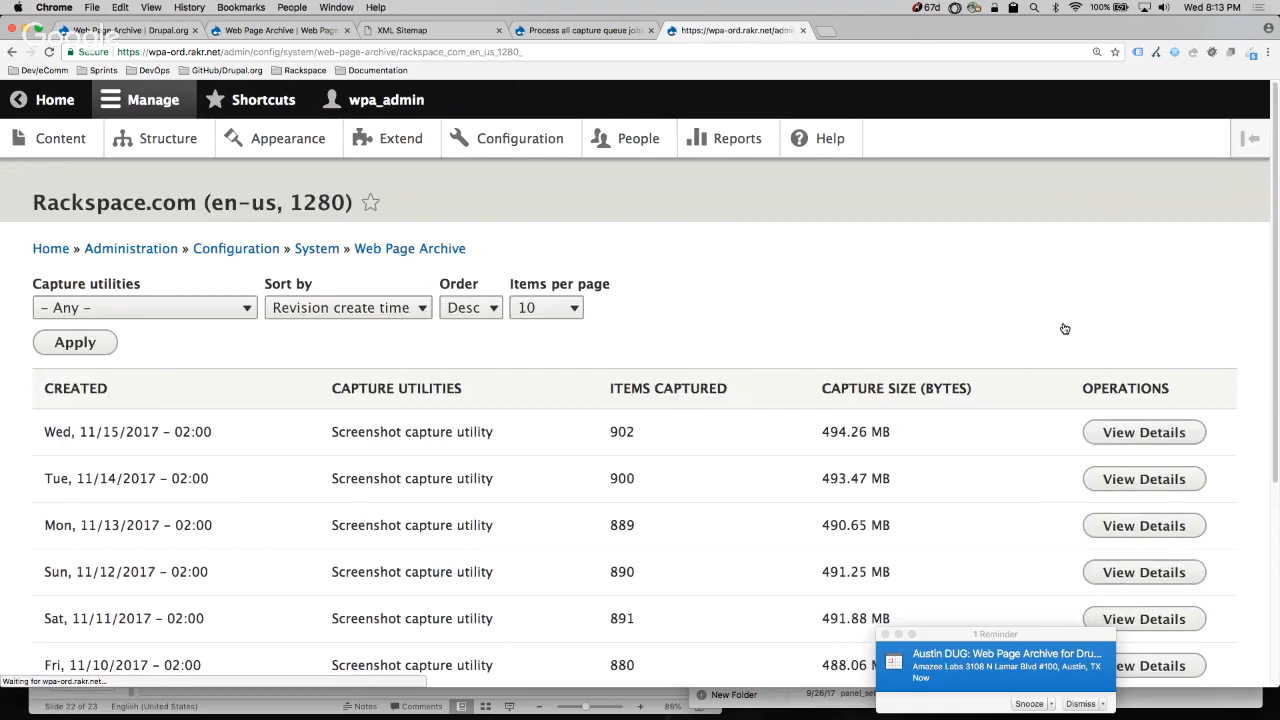 Chrome File Edit View History Bookmarks People Window Help 67d 100% Wed 8:13 PM
Web Page Archive | Drupal.org × Web Page Archive | Web Page × XML Sitemap × Process all capture queue jobs × https://wpa-ord.rakr.net/admi ×
Secure https://wpa-ord.rakr.net/admin/config/system/web-page-archive/rackspace_com_en_us_1280_
Dev/eComm Sprints DevOps GitHub/Drupal.org Rackspace Documentation
Home Manage Shortcuts wpa_admin
Content Structure Appearance Extend Configuration People Reports Help
Rackspace.com (en-us, 1280)
Home » Administration » Configuration » System » Web Page Archive
Capture utilities Sort by Order Items per page
- Any - Revision create time Desc 10
Apply
CREATED CAPTURE UTILITIES ITEMS CAPTURED CAPTURE SIZE (BYTES) OPERATIONS
Wed, 11/15/2017 - 02:00 Screenshot capture utility 902 494.26 MB View Details
Tue, 11/14/2017 - 02:00 Screenshot capture utility 900 493.47 MB View Details
Mon, 11/13/2017 - 02:00 Screenshot capture utility 889 490.65 MB View Details
Sun, 11/12/2017 - 02:00 Screenshot capture utility 890 491.25 MB View Details
Sat, 11/11/2017 - 02:00 Screenshot capture utility 891 491.88 MB View Details
Fri, 11/10/2017 - 02:00 Screenshot capture utility 880 488.06 Details
1 Reminder
Austin DUG: Web Page Archive for Dru...
Amazee Labs 3108 N Lamar Blvd #100, Austin, TX
Now
Snooze Dismiss
Waiting for wpa-ord.rakr.net...
New Folder 9/26/17
Slide 22 of 23 English (United States) Notes Comments 86%